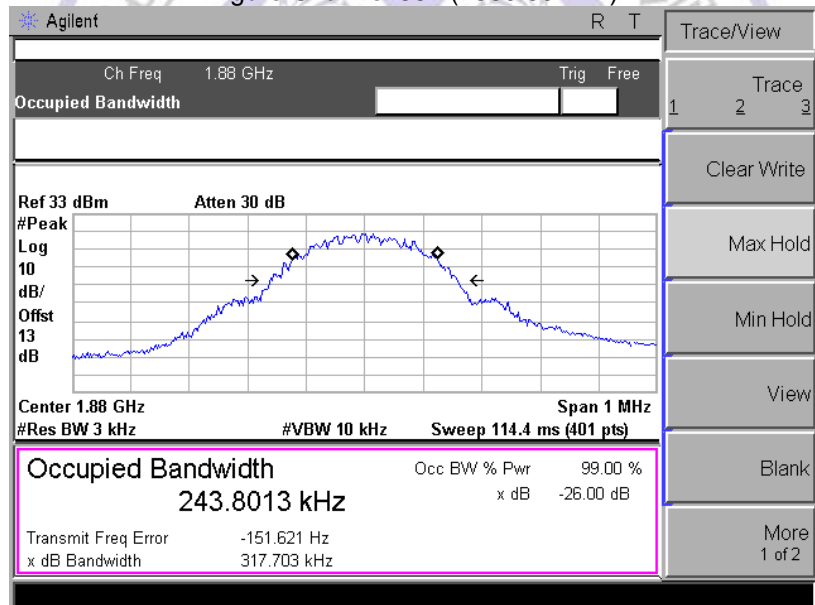 Agilent R T
Ch Freq 1.88 GHz Trig Free
Occupied Bandwidth
Ref 33 dBm Atten 30 dB
#Peak
Log
10
dB/
Offst
13
dB
Center 1.88 GHz Span 1 MHz
#Res BW 3 kHz #VBW 10 kHz Sweep 114.4 ms (401 pts)
Occupied Bandwidth Occ BW % Pwr 99.00 %
243.8013 kHz x dB -26.00 dB
Transmit Freq Error -151.621 Hz
x dB Bandwidth 317.703 kHz
Trace/View
Trace
1 2 3
Clear Write
Max Hold
Min Hold
View
Blank
More
1 of 2